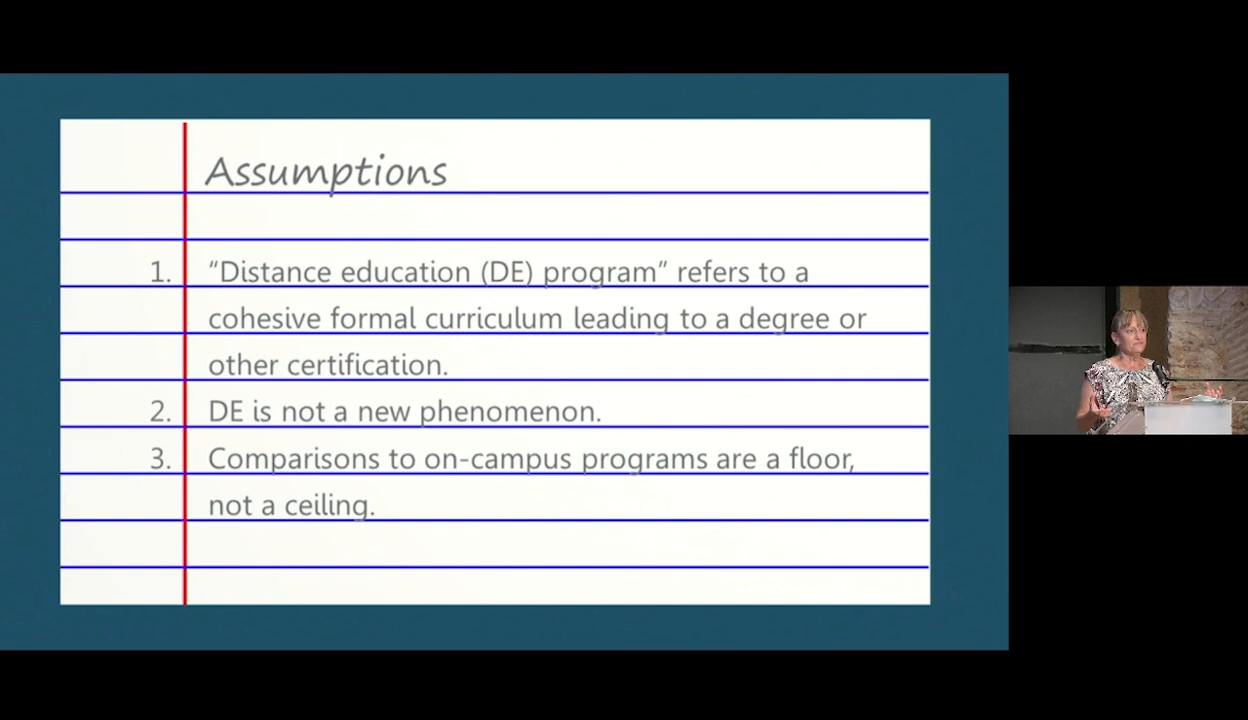 Assumptions
1. “Distance education (DE) program” refers to a
cohesive formal curriculum leading to a degree or
other certification.
2. DE is not a new phenomenon.
3. Comparisons to on-campus programs are a floor,
not a ceiling.